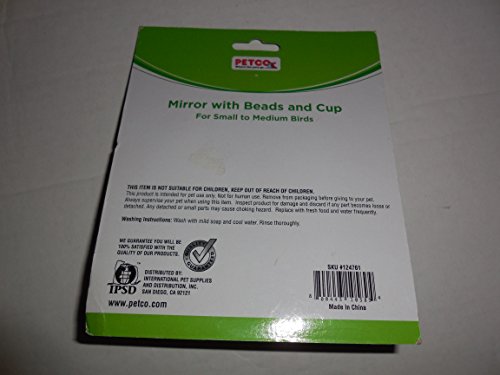 PETCO
Mirror with Beads and Cup
For Small to Medium Birds
THIS ITEM IS NOT SUITABLE FOR CHILDREN, KEEP OUT OF REACH OF CHILDREN.
This product is intended for pet use only. Not for human use. Remove from packaging before giving to your pet.
Always supervise your pet when using this item. Inspect product for damage and discard if any part becomes loose or
detached. Any detached or small parts may cause choking hazard. Replace with fresh food and water frequently.
Washing Instructions: Wash with mild soap and cool water. Rinse thoroughly.
WE GUARANTEE YOU WILL BE
100% SATISFIED WITH THE
QUALITY OF THIS PRODUCT.
IPSD
DISTRIBUTED BY:
INTERNATIONAL PET SUPPLIES
AND DISTRIBUTION, INC.
SAN DIEGO, CA 92121
www.petco.com
SKU #124761
Made in China